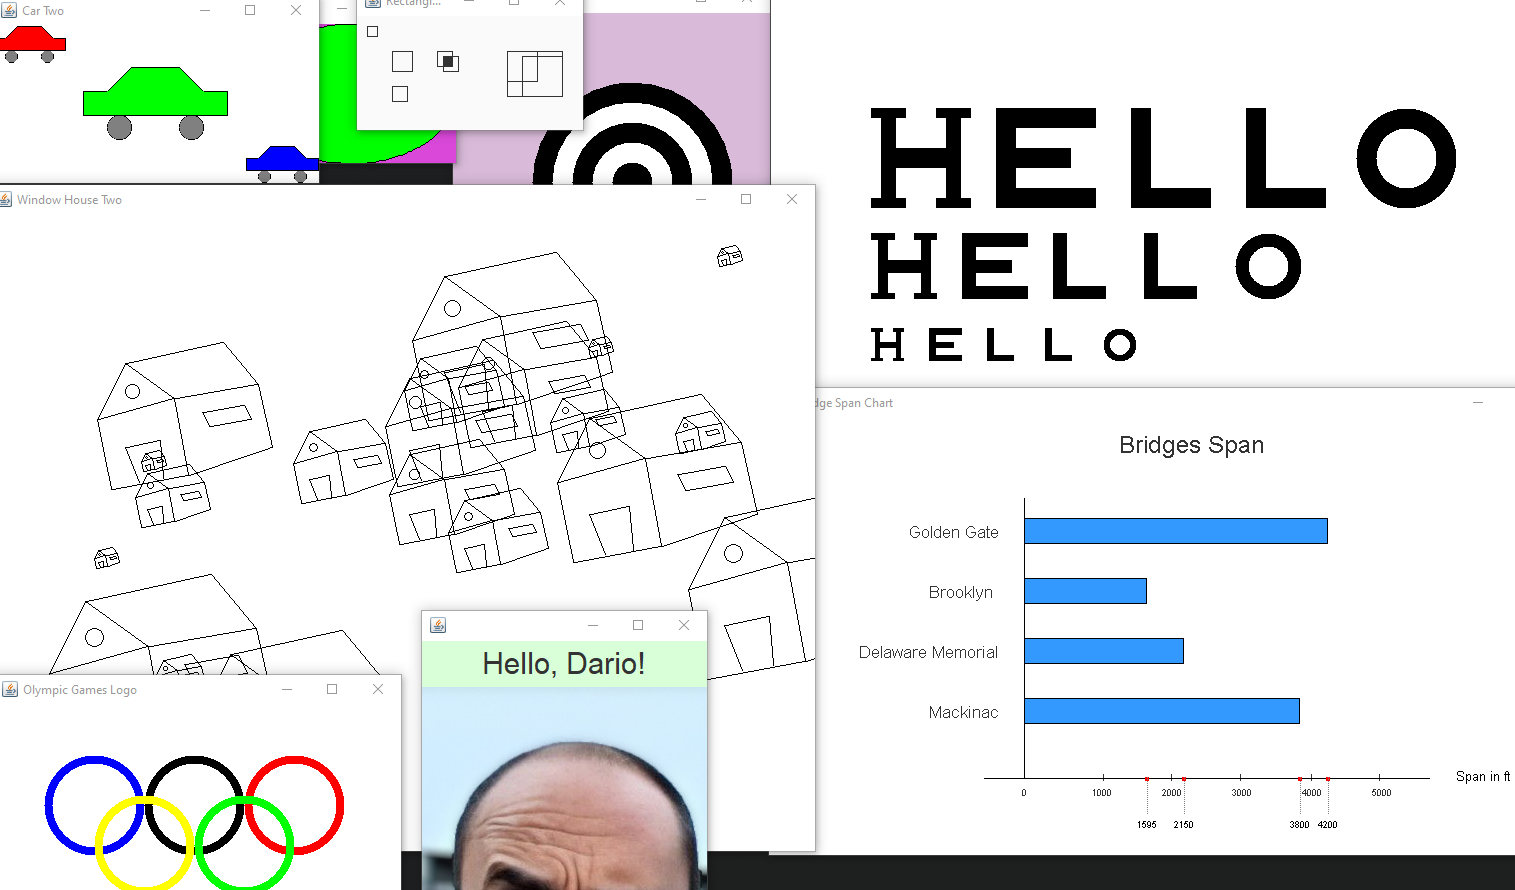 Car Two
Rectangl...
HELLO
HELLO
HELLO
Window House Two
dge Span Chart
Bridges Span
Golden Gate
Brooklyn
Delaware Memorial
Mackinac
Span in ft
0 1000 2000 3000 4000 5000
1595 2150 3800 4200
Hello, Dario!
Olympic Games Logo